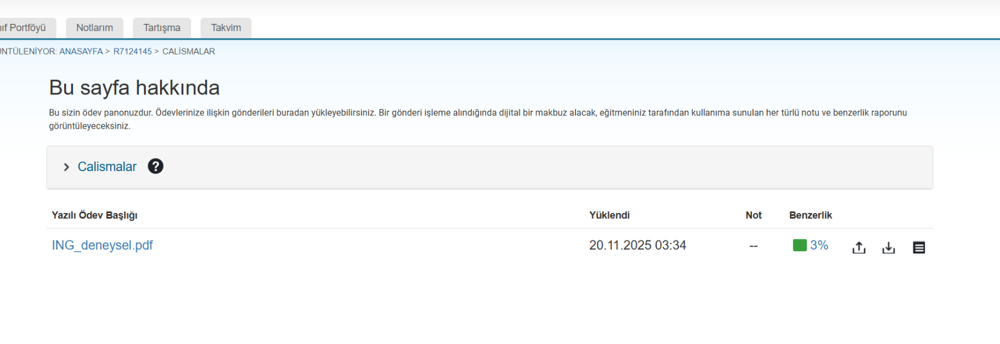 nıf Portföyü Notlarım Tartışma Takvim
ÜNTÜLENİYOR: ANASAYFA > R7124145 > CALİSMALAR
Bu sayfa hakkında
Bu sizin ödev panonuzdur. Ödevlerinize ilişkin gönderileri buradan yükleyebilirsiniz. Bir gönderi işleme alındığında dijital bir makbuz alacak, eğitmeniniz tarafından kullanıma sunulan her türlü notu ve benzerlik raporunu
görüntüleyeceksiniz.
Calismalar ?
Yazılı Ödev Başlığı Yüklendi Not Benzerlik
ING_deneysel.pdf 20.11.2025 03:34 -- 3%